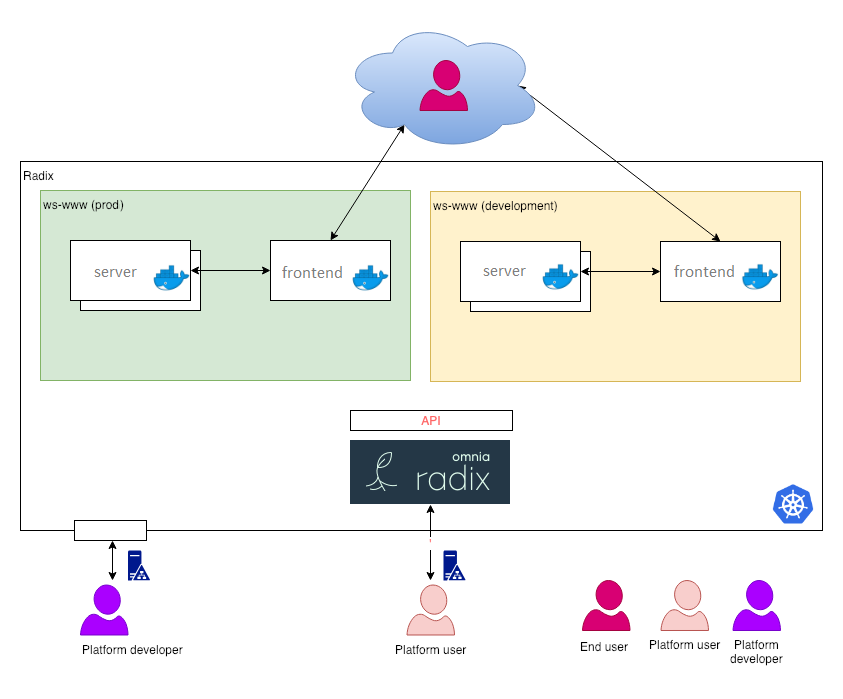 Radix
ws-www (prod)
ws-www (development)
server
frontend
server
frontend
API
omnia
radix
Platform developer
Platform user
End user
Platform user
Platform
developer